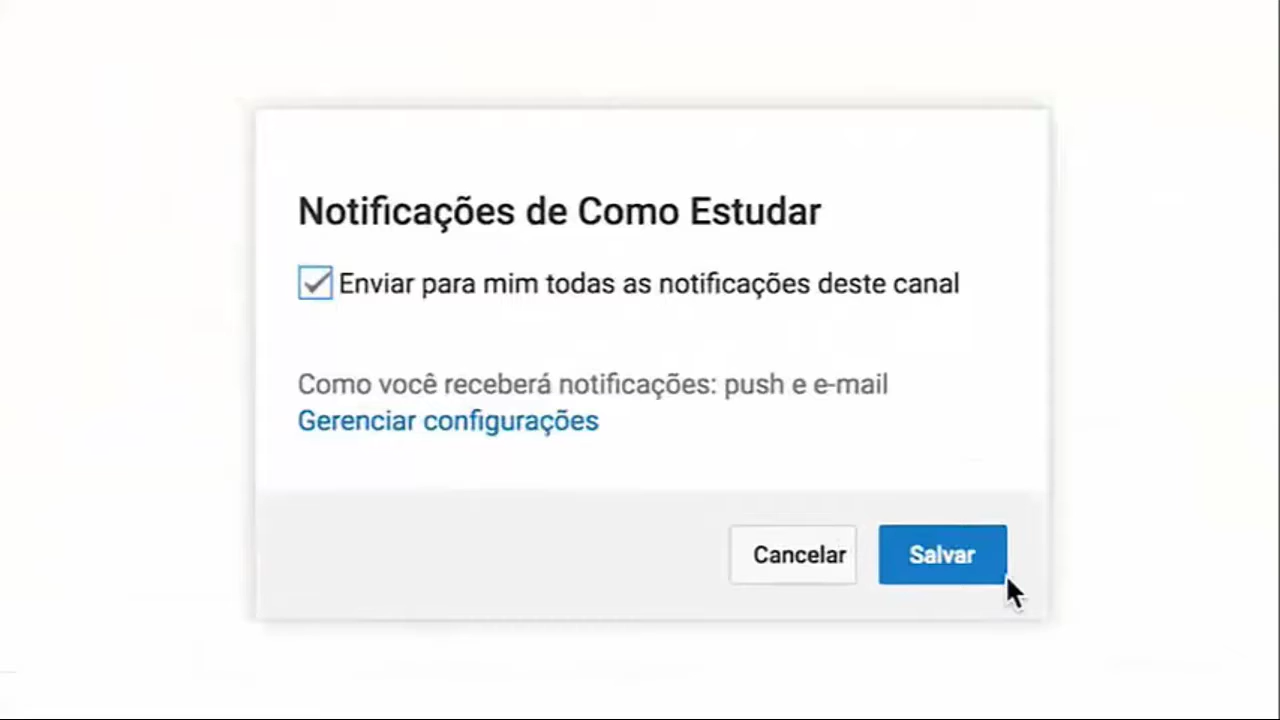 Notificações de Como Estudar
Enviar para mim todas as notificações deste canal
Como você receberá notificações: push e e-mail
Gerenciar configurações
Cancelar Salvar